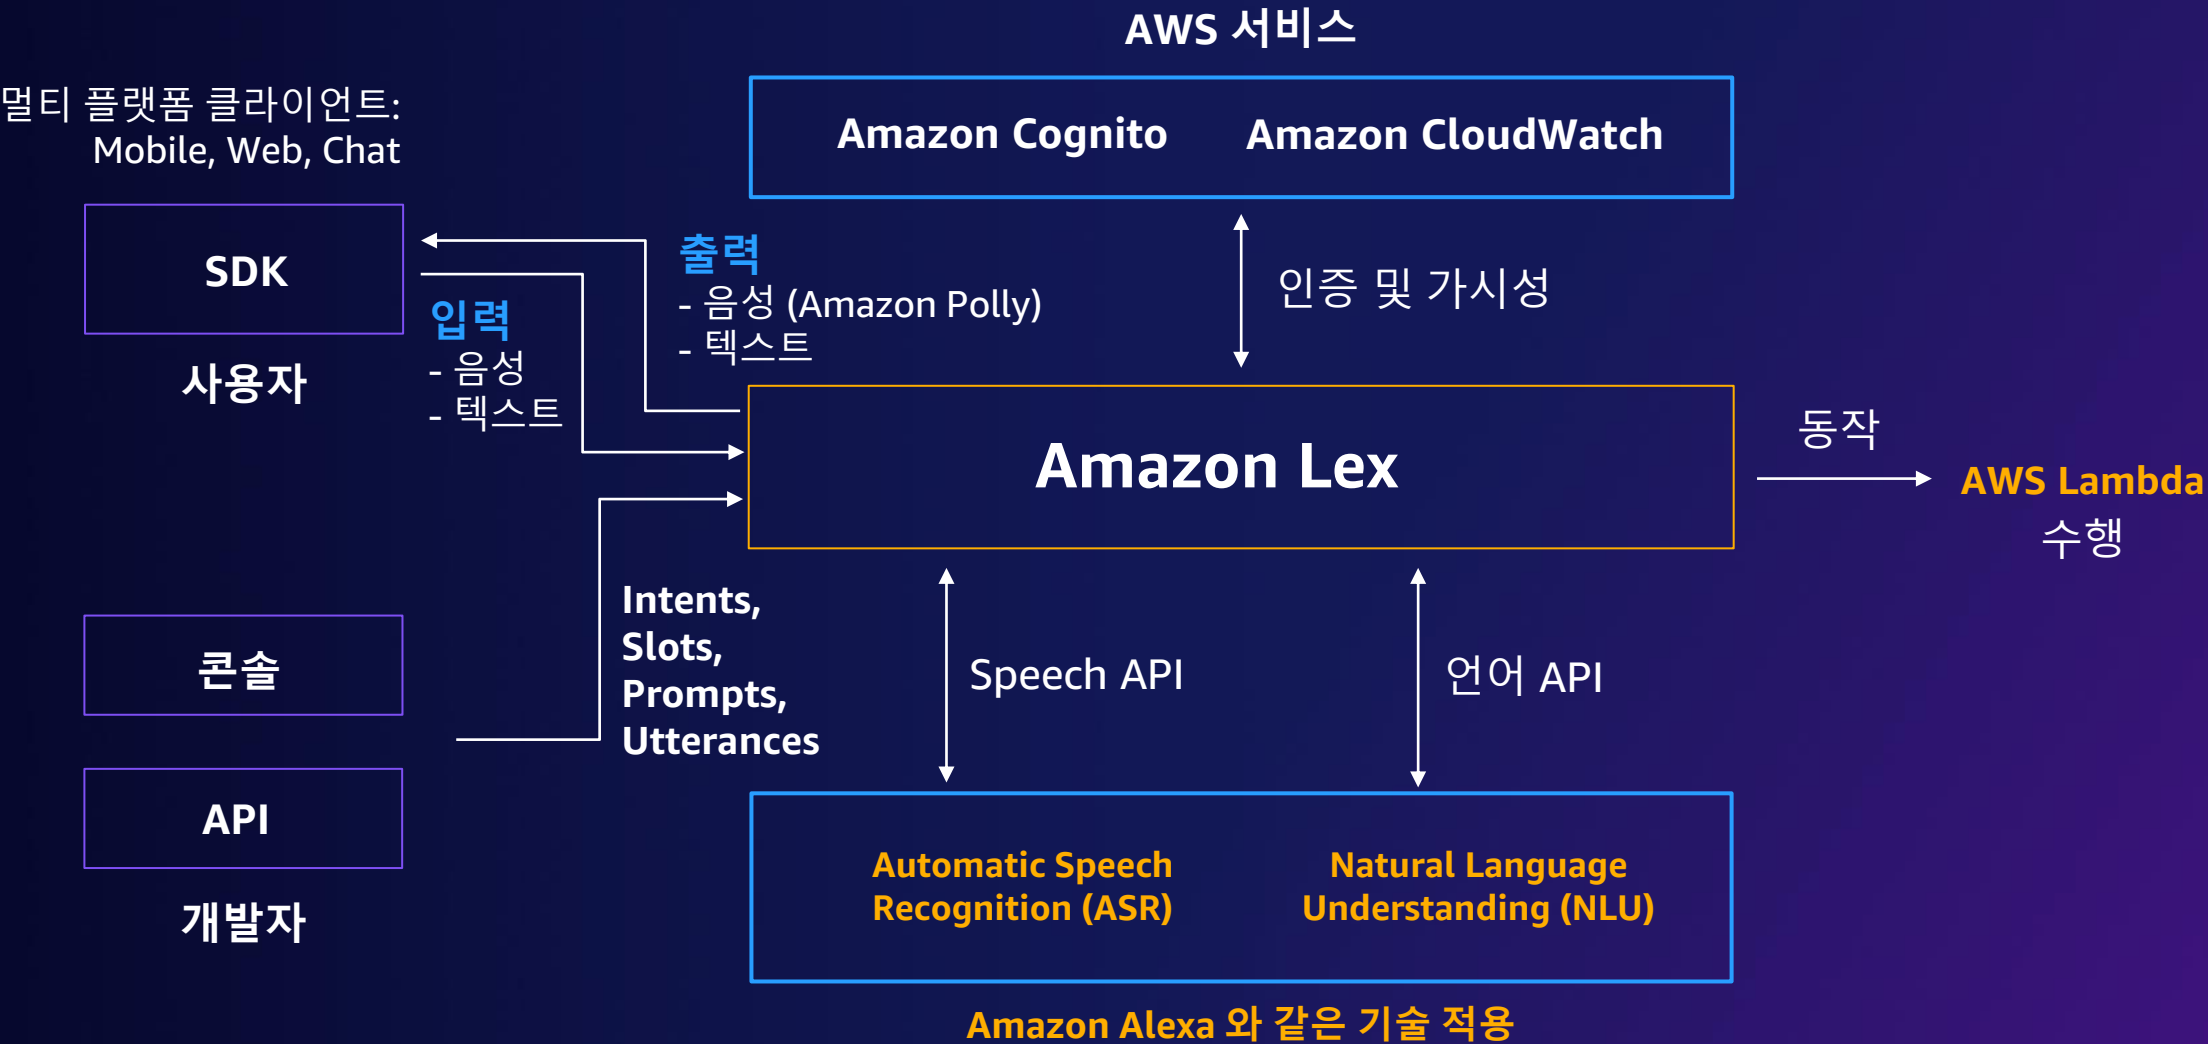 AWS 서비스
멀티 플랫폼 클라이언트:
Mobile, Web, Chat
Amazon Cognito
Amazon CloudWatch
SDK
사용자
출력
- 음성 (Amazon Polly)
- 텍스트
입력
- 음성
- 텍스트
인증 및 가시성
Amazon Lex
동작
AWS Lambda
수행
콘솔
API
개발자
Intents,
Slots,
Prompts,
Utterances
Speech API
언어 API
Automatic Speech
Recognition (ASR)
Natural Language
Understanding (NLU)
Amazon Alexa 와 같은 기술 적용